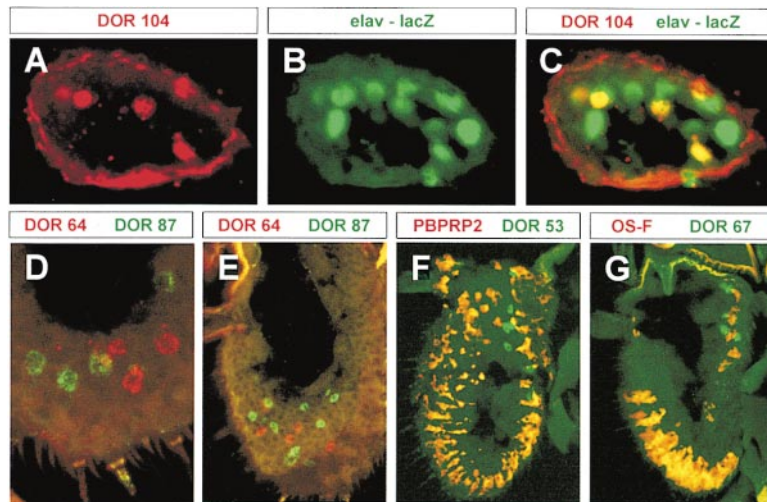 DOR 104
elav - lacZ
DOR 104 elav - lacZ
A
B
C
DOR 64 DOR 87
DOR 64 DOR 87
PBPRP2 DOR 53
OS-F DOR 67
D
E
F
G